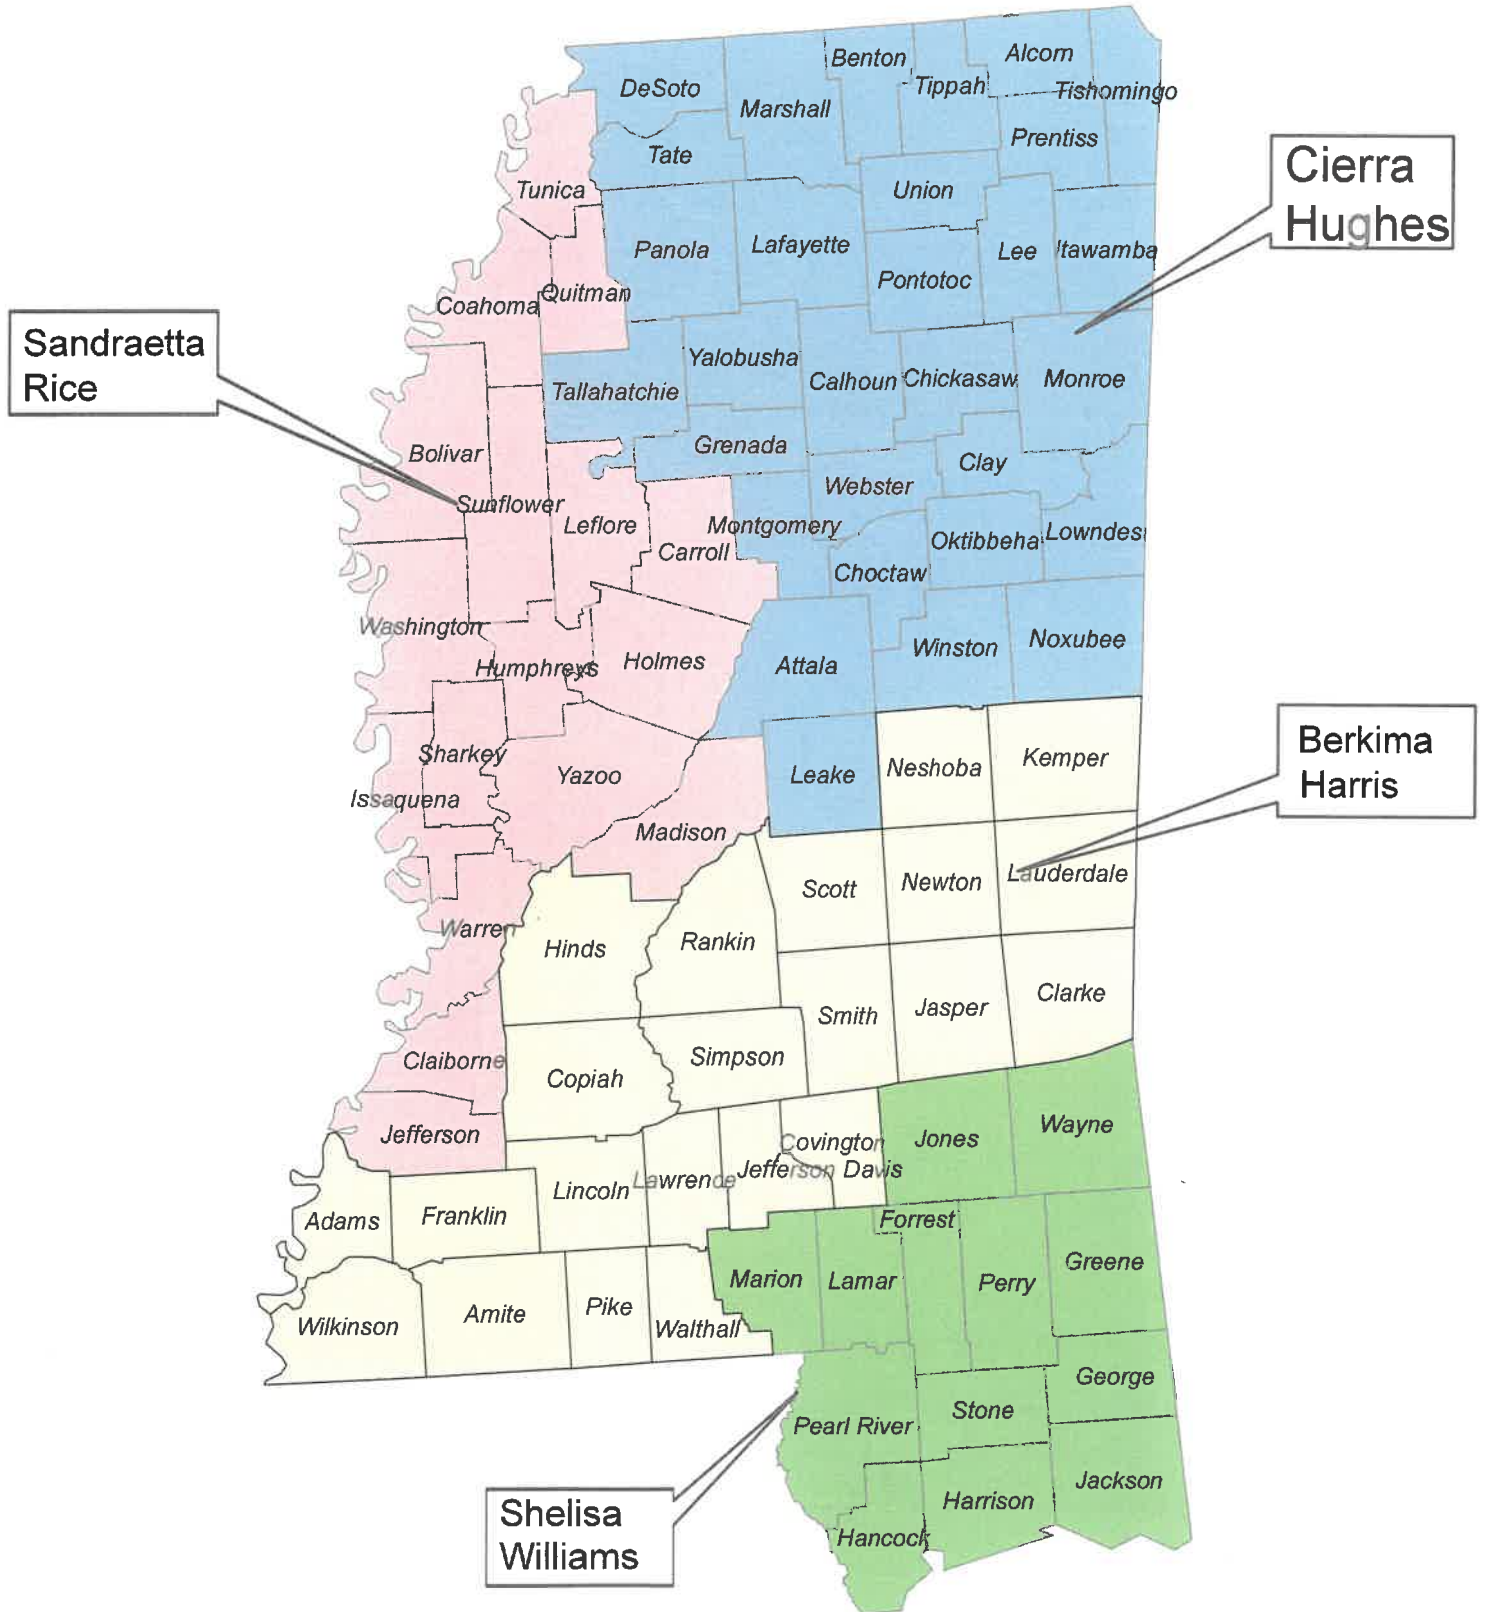 Benton
Alcorn
DeSoto
Tippah
Tishomingo
Marshall
Prentiss
Tate
Cierra
Hughes
Tunica
Union
Panola
Lafayette
Lee
Itawamba
Pontotoc
Quitman
Coahoma
Sandraetta
Rice
Yalobusha
Calhoun
Chickasaw
Monroe
Tallahatchie
Bolivar
Grenada
Clay
Webster
Sunflower
Leflore
Montgomery
Carroll
Oktibbeha
Lowndes
Choctaw
Washington
Humphreys
Holmes
Attala
Winston
Noxubee
Sharkey
Yazoo
Leake
Neshoba
Kemper
Berkima
Harris
Issaquena
Madison
Scott
Newton
Lauderdale
Warren
Hinds
Rankin
Smith
Jasper
Clarke
Claiborne
Copiah
Simpson
Jefferson
Covington
Jones
Wayne
Jefferson Davis
Lawrence
Lincoln
Adams
Franklin
Forrest
Marion
Lamar
Perry
Greene
Wilkinson
Amite
Pike
Walthall
George
Pearl River
Stone
Jackson
Harrison
Shelisa
Williams
Hancock